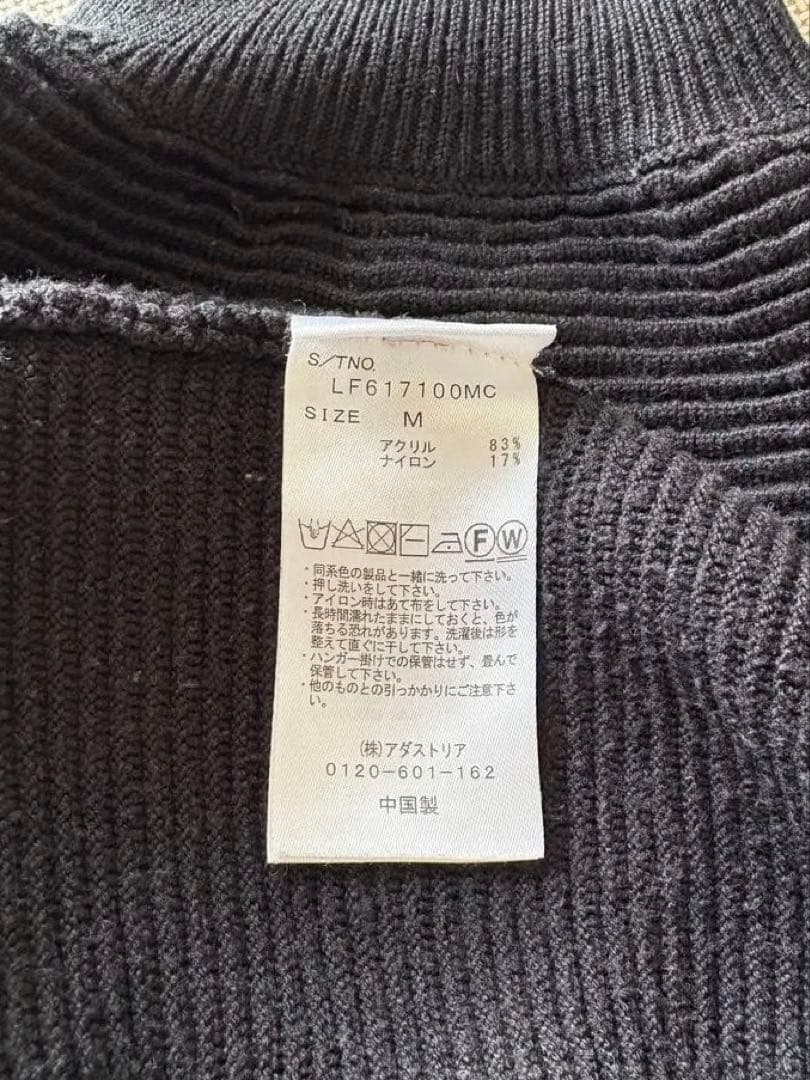 S/TNO.
LF617100MC
SIZE M
アクリル 83%
ナイロン 17%
F W
・同系色の製品と一緒に洗って下さい。
・押し洗いをして下さい。
・アイロン時はあて布をして下さい。
・長時間濡れたままにしておくと、色が
落ちる恐れがあります。洗濯後は形を
整えて直ぐに干して下さい。
・ハンガー掛けでの保管はせず、畳んで
保管して下さい。
・他のものとの引っかかりにご注意下さ
い。
(株)アダストリア
0120-601-162
中国製